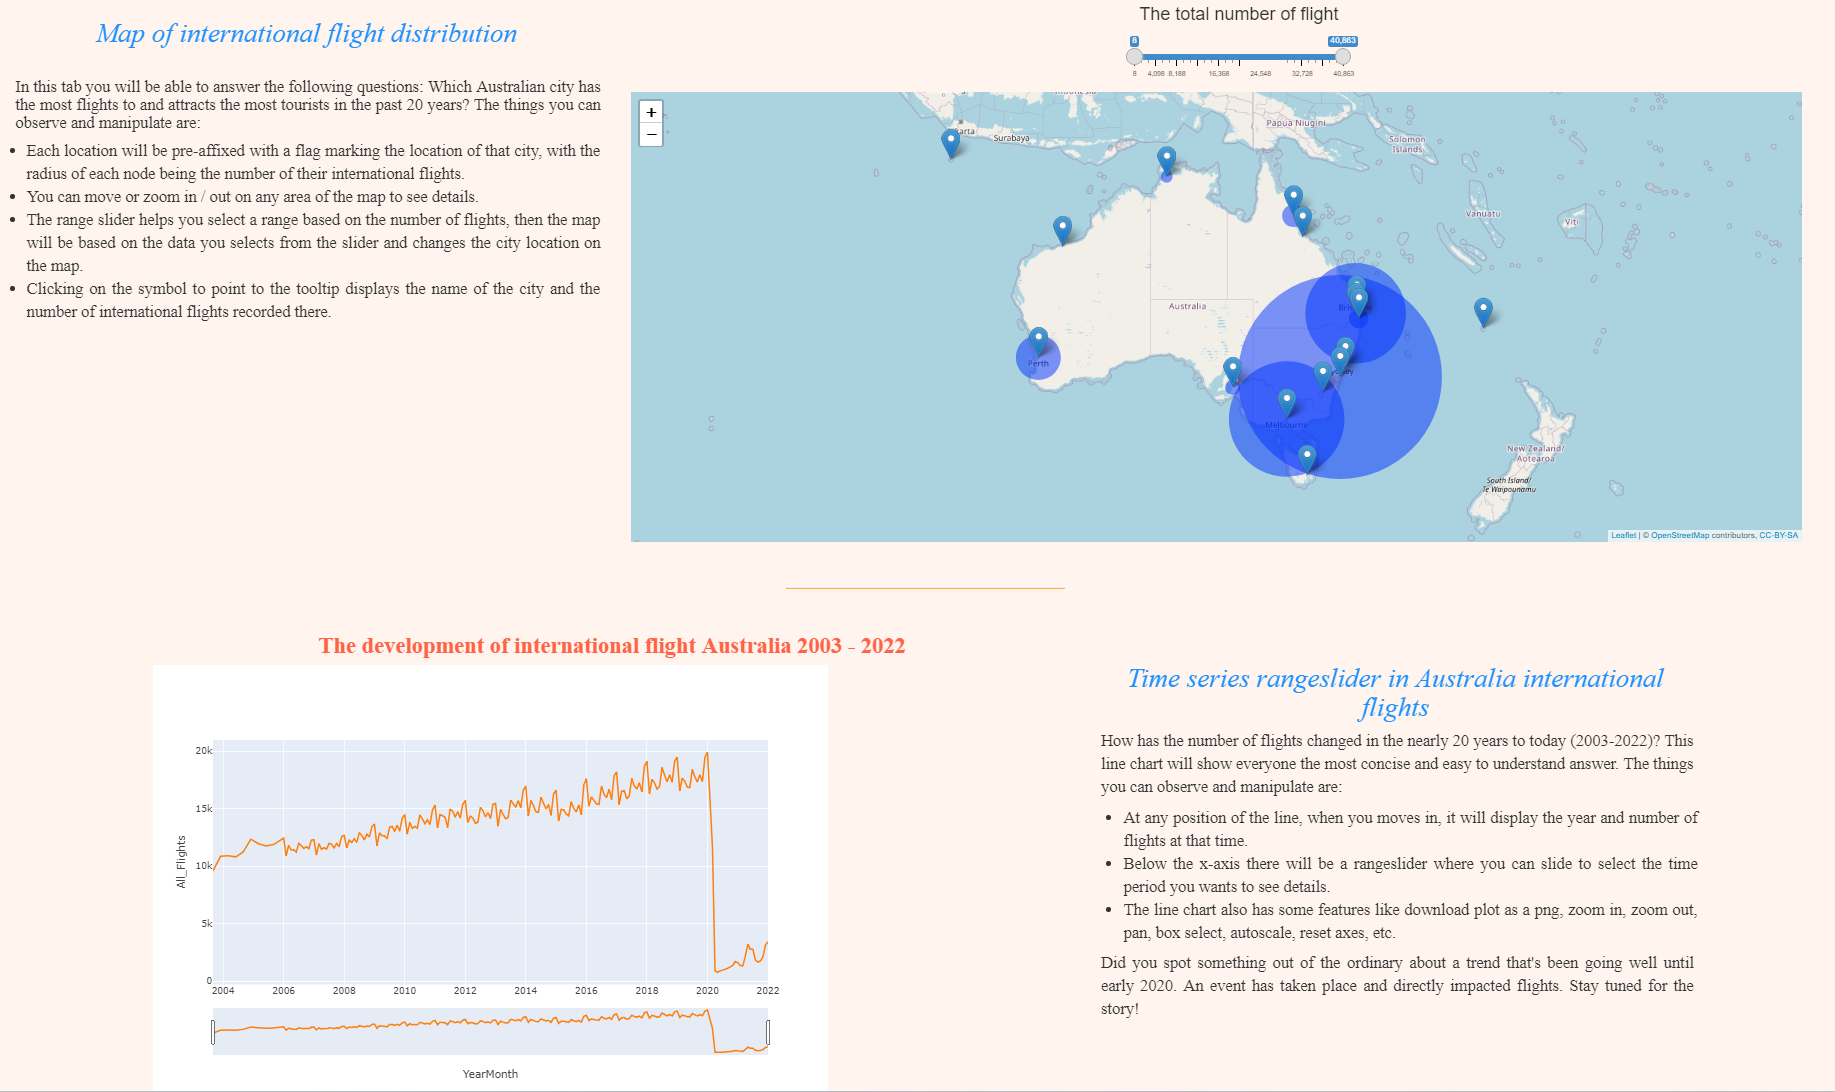 Map of international flight distribution
In this tab you will be able to answer the following questions: Which Australian city has
the most flights to and attracts the most tourists in the past 20 years? The things you can
observe and manipulate are:
Each location will be pre-affixed with a flag marking the location of that city, with the
radius of each node being the number of their international flights.
You can move or zoom in / out on any area of the map to see details.
The range slider helps you select a range based on the number of flights, then the map
will be based on the data you selects from the slider and changes the city location on
the map.
Clicking on the symbol to point to the tooltip displays the name of the city and the
number of international flights recorded there.
The total number of flight
8 40,863
8 4,098 8,188 16,368 24,548 32,728 40,863
+
−
Surabaya
Papua Niugini
Solomon
Islands
Vanuatu
Viti
Australia
Perth
Melbourne
New Zealand/
Aotearoa
South Island/
Te Waipounamu
Leaflet | © OpenStreetMap contributors, CC-BY-SA
The development of international flight Australia 2003 - 2022
20k
15k
10k
5k
0
All_Flights
2004 2006 2008 2010 2012 2014 2016 2018 2020 2022
YearMonth
Time series rangeslider in Australia international
flights
How has the number of flights changed in the nearly 20 years to today (2003-2022)? This
line chart will show everyone the most concise and easy to understand answer. The things
you can observe and manipulate are:
At any position of the line, when you moves in, it will display the year and number of
flights at that time.
Below the x-axis there will be a rangeslider where you can slide to select the time
period you wants to see details.
The line chart also has some features like download plot as a png, zoom in, zoom out,
pan, box select, autoscale, reset axes, etc.
Did you spot something out of the ordinary about a trend that's been going well until
early 2020. An event has taken place and directly impacted flights. Stay tuned for the
story!